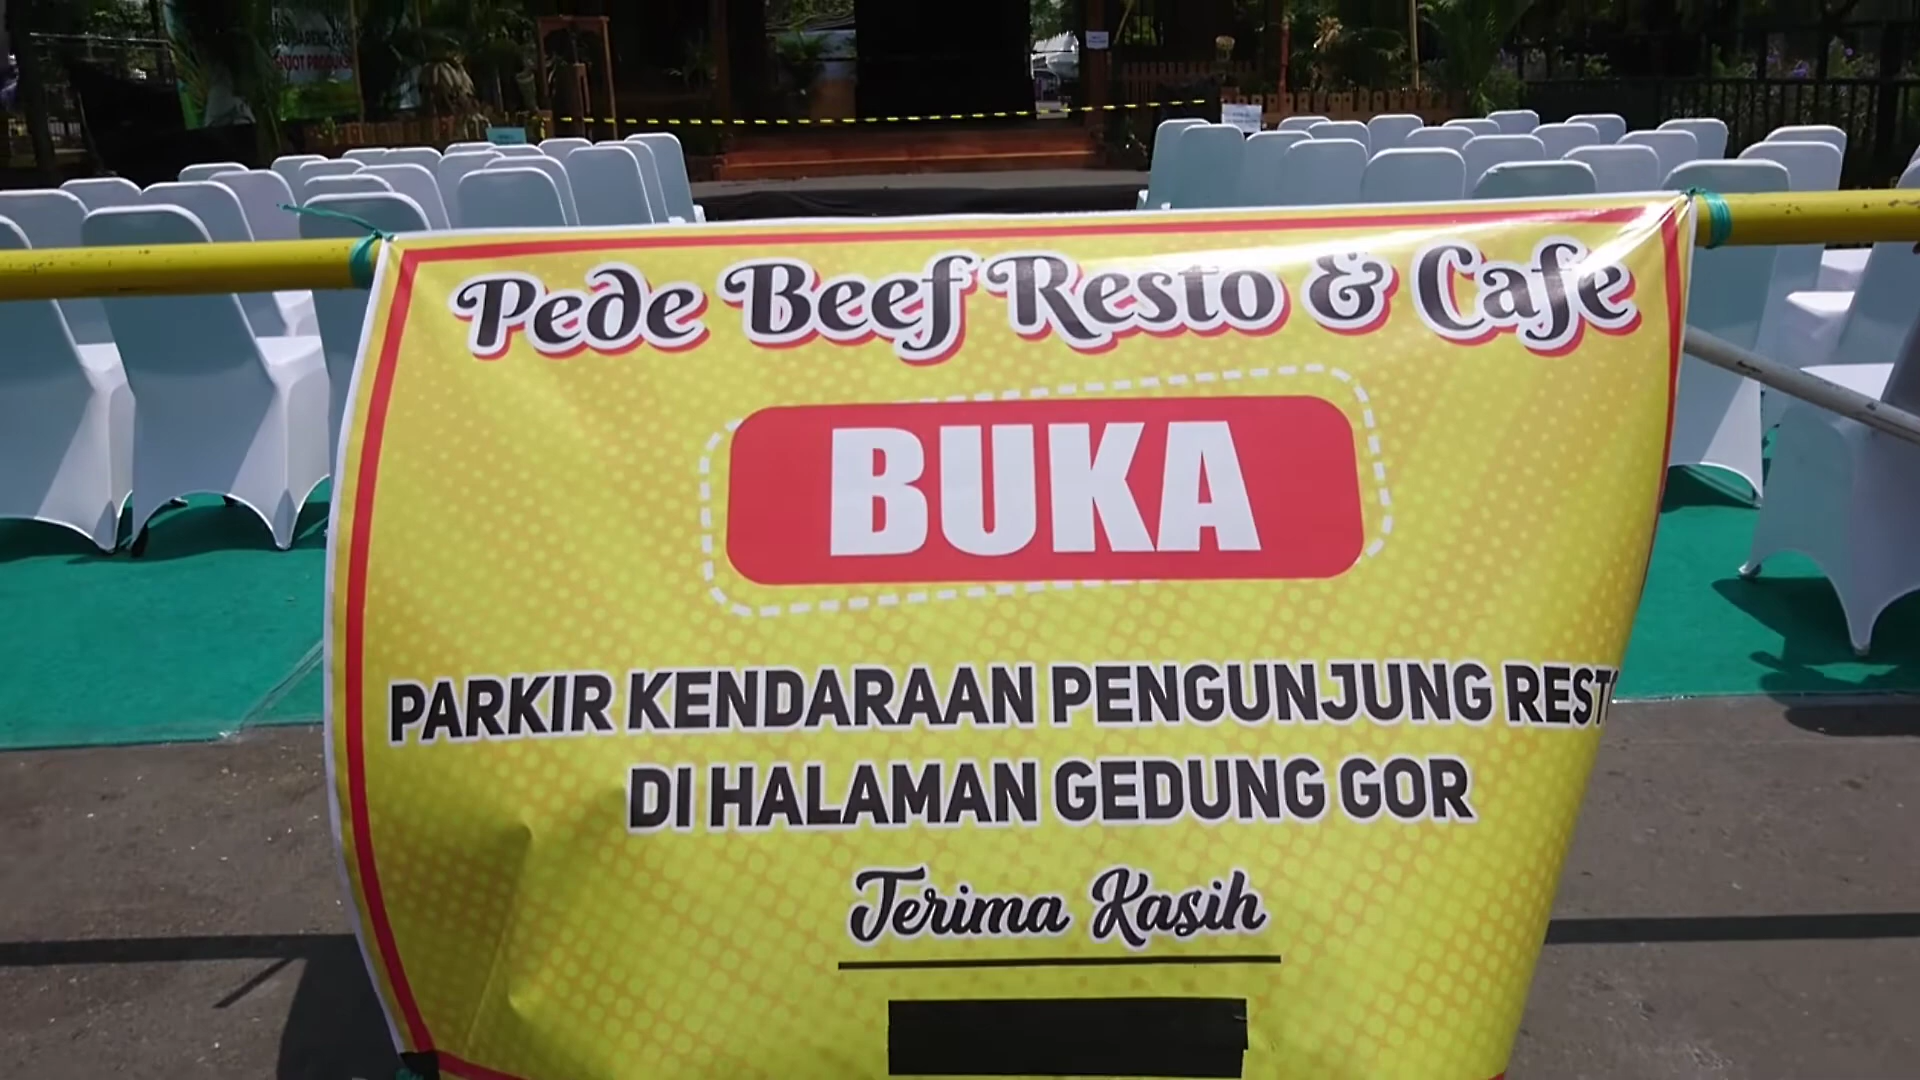 Pede Beef Resto & Cafe
BUKA
PARKIR KENDARAAN PENGUNJUNG RESTO
DI HALAMAN GEDUNG GOR
Terima Kasih